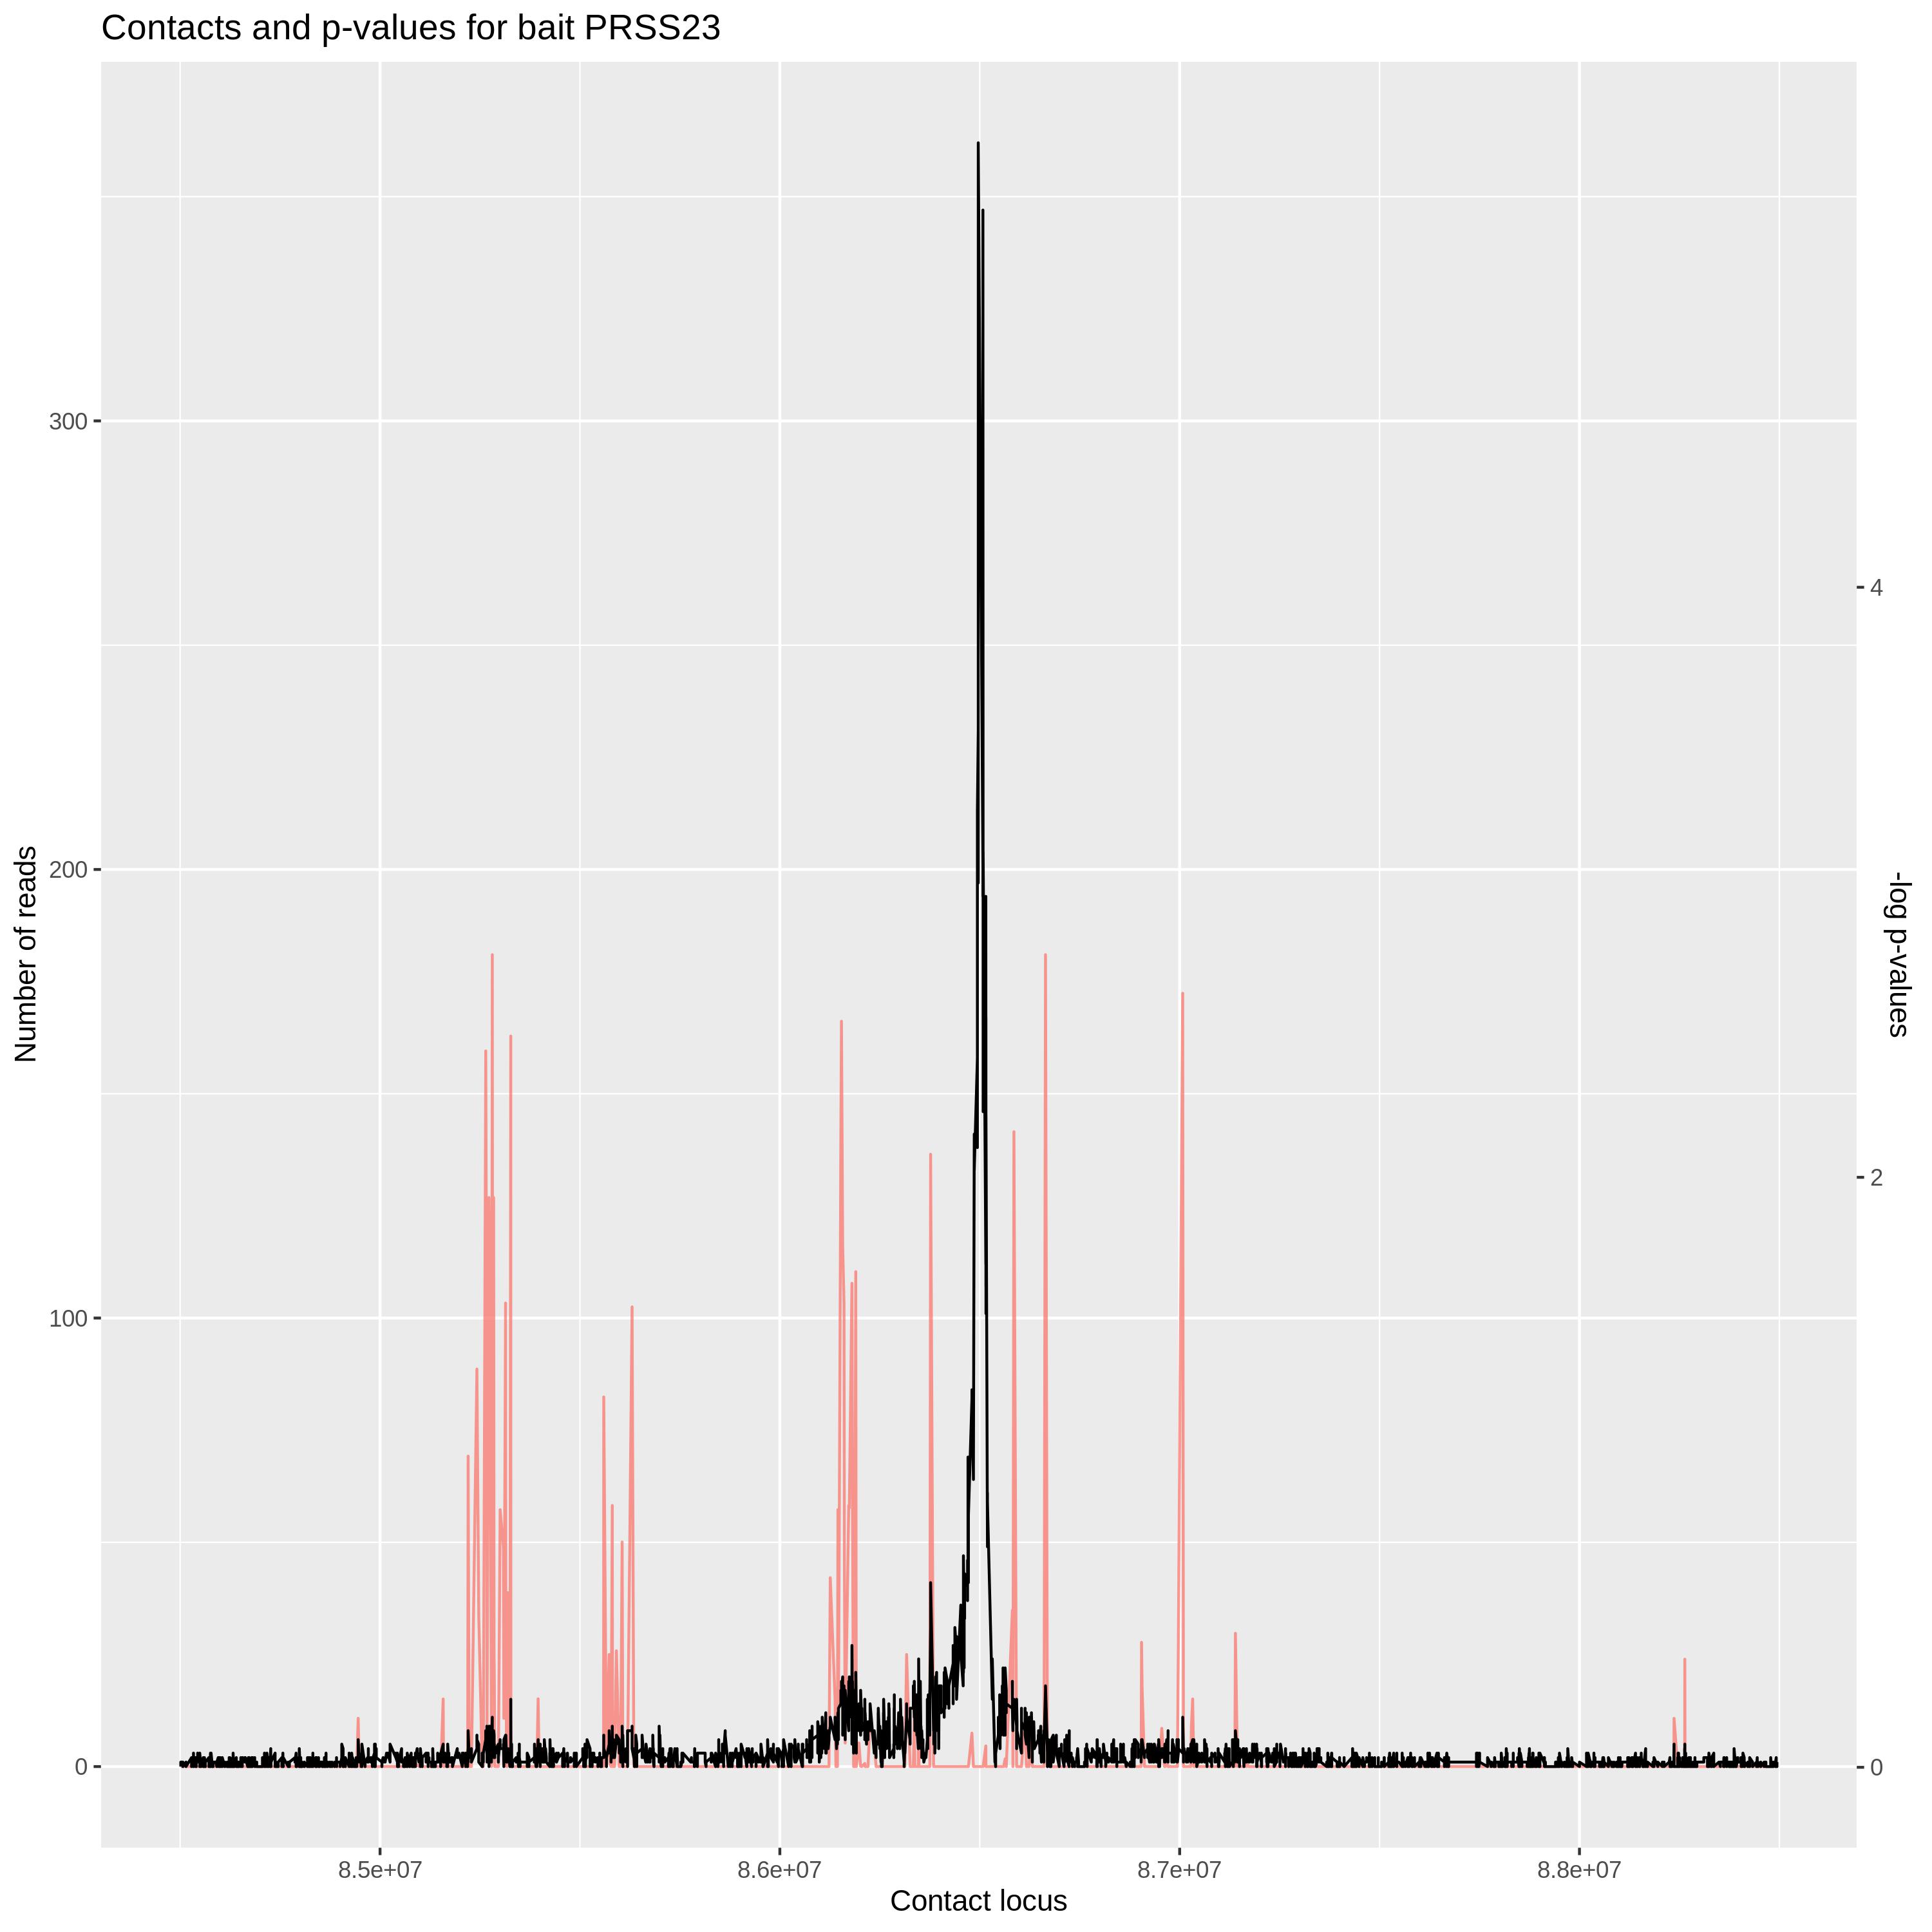 Contacts and p-values for bait PRSS23
Number of reads
300
200
100
0
4
2
0
-log p-values
8.5e+07 8.6e+07 8.7e+07 8.8e+07
Contact locus